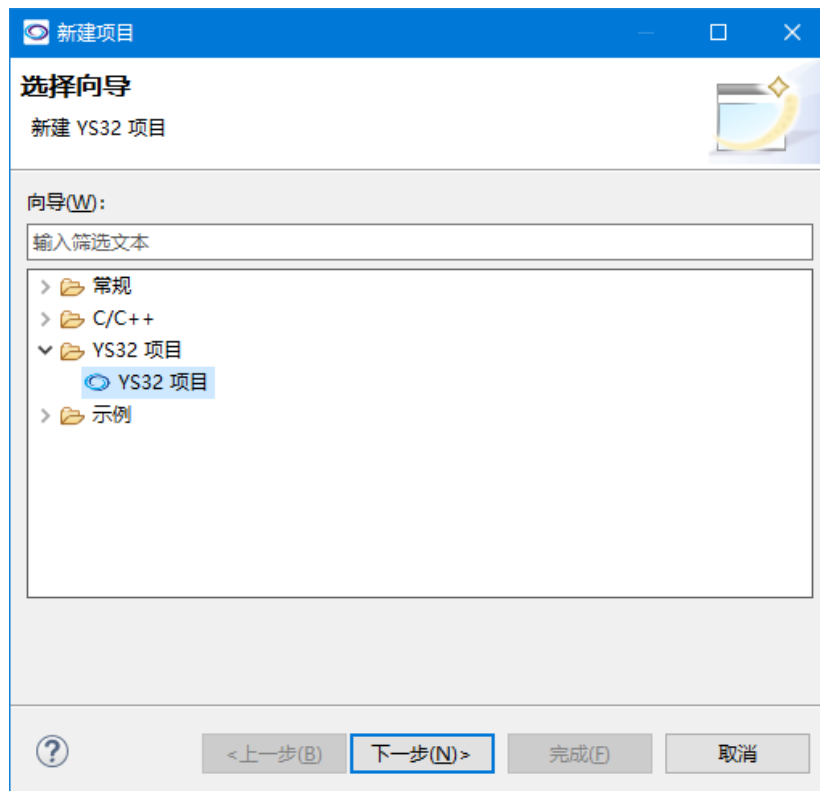 新建项目
选择向导
新建 YS32 项目
向导(W):
输入筛选文本
常规
C/C++
YS32 项目
YS32 项目
示例
<上一步(B) 下一步(N)> 完成(F) 取消